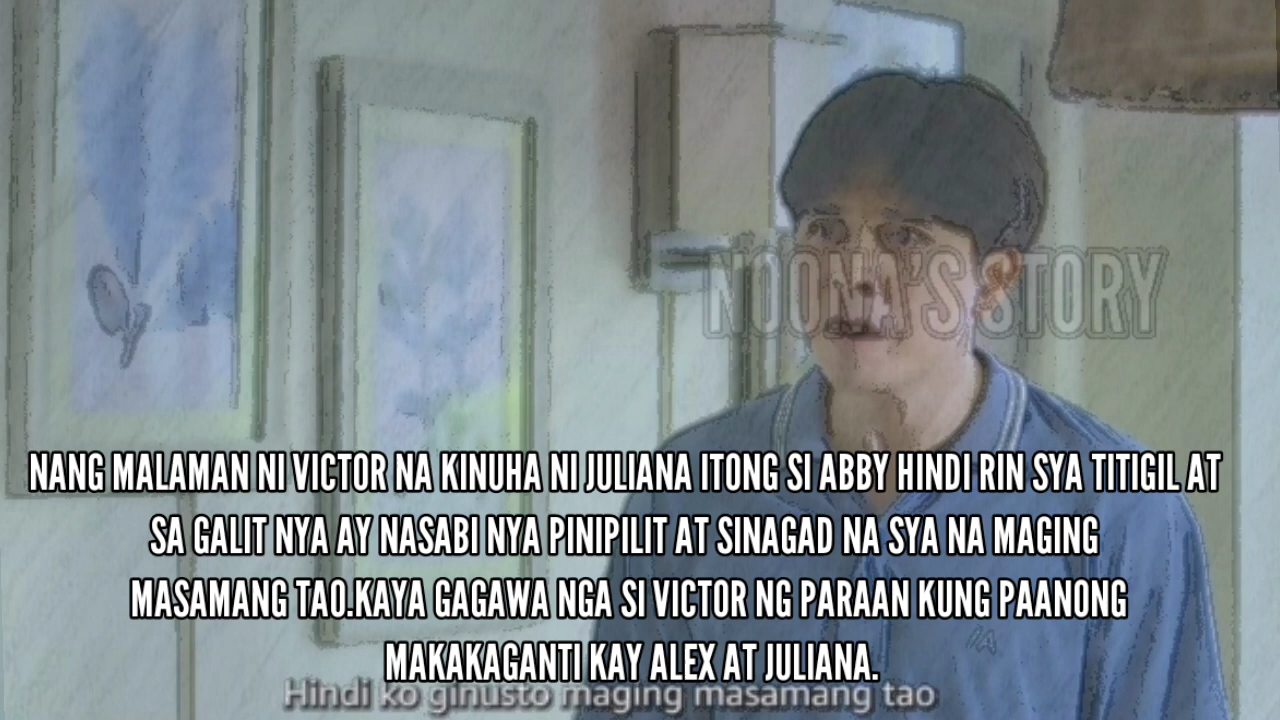 NOONA'S STORY
NANG MALAMAN NI VICTOR NA KINUHA NI JULIANA ITONG SI ABBY HINDI RIN SYA TITIGIL AT
SA GALIT NYA AY NASABI NYA PINIPILIT AT SINAGAD NA SYA NA MAGING
MASAMANG TAO.KAYA GAGAWA NGA SI VICTOR NG PARAAN KUNG PAANONG
MAKAKAGANTI KAY ALEX AT JULIANA.
Hindi ko ginusto maging masamang tao